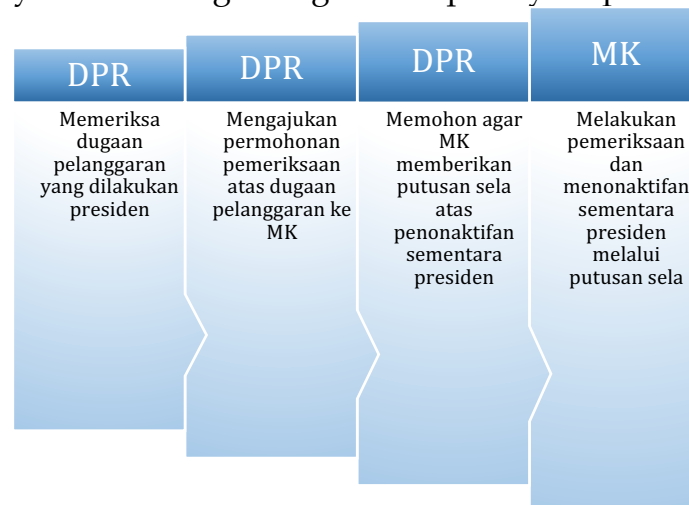 DPR
Memeriksa
dugaan
pelanggaran
yang dilakukan
presiden
DPR
Mengajukan
permohonan
pemeriksaan
atas dugaan
pelanggaran ke
MK
DPR
Memohon agar
MK
memberikan
putusan sela
atas
penonaktifan
sementara
presiden
MK
Melakukan
pemeriksaan
dan
menonaktifan
sementara
presiden
melalui
putusan sela